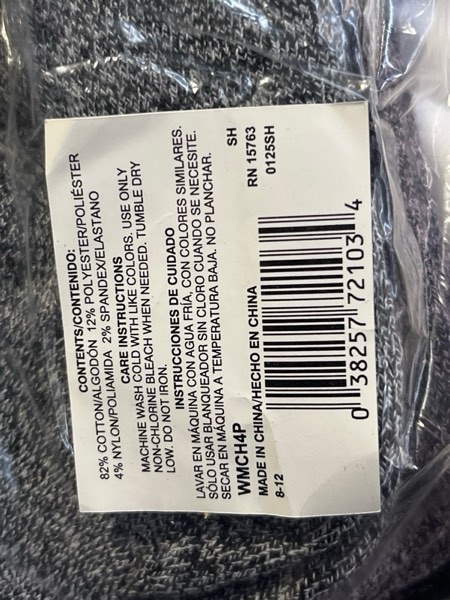 CONTENTS/CONTENIDO:
82% COTTON/ALGODÓN 12% POLYESTER/POLIÉSTER
4% NYLON/POLIAMIDA 2% SPANDEX/ELASTANO
CARE INSTRUCTIONS
MACHINE WASH COLD WITH LIKE COLORS. USE ONLY
NON-CHLORINE BLEACH WHEN NEEDED. TUMBLE DRY
LOW. DO NOT IRON.
INSTRUCCIONES DE CUIDADO
LAVAR EN MÁQUINA CON AGUA FRÍA, CON COLORES SIMILARES.
SÓLO USAR BLANQUEADOR SIN CLORO CUANDO SE NECESITE.
SECAR EN MÁQUINA A TEMPERATURA BAJA. NO PLANCHAR.
WMCH4P SH
MADE IN CHINA/HECHO EN CHINA RN 15763
8-12 0125SH
0 38257 72103 4